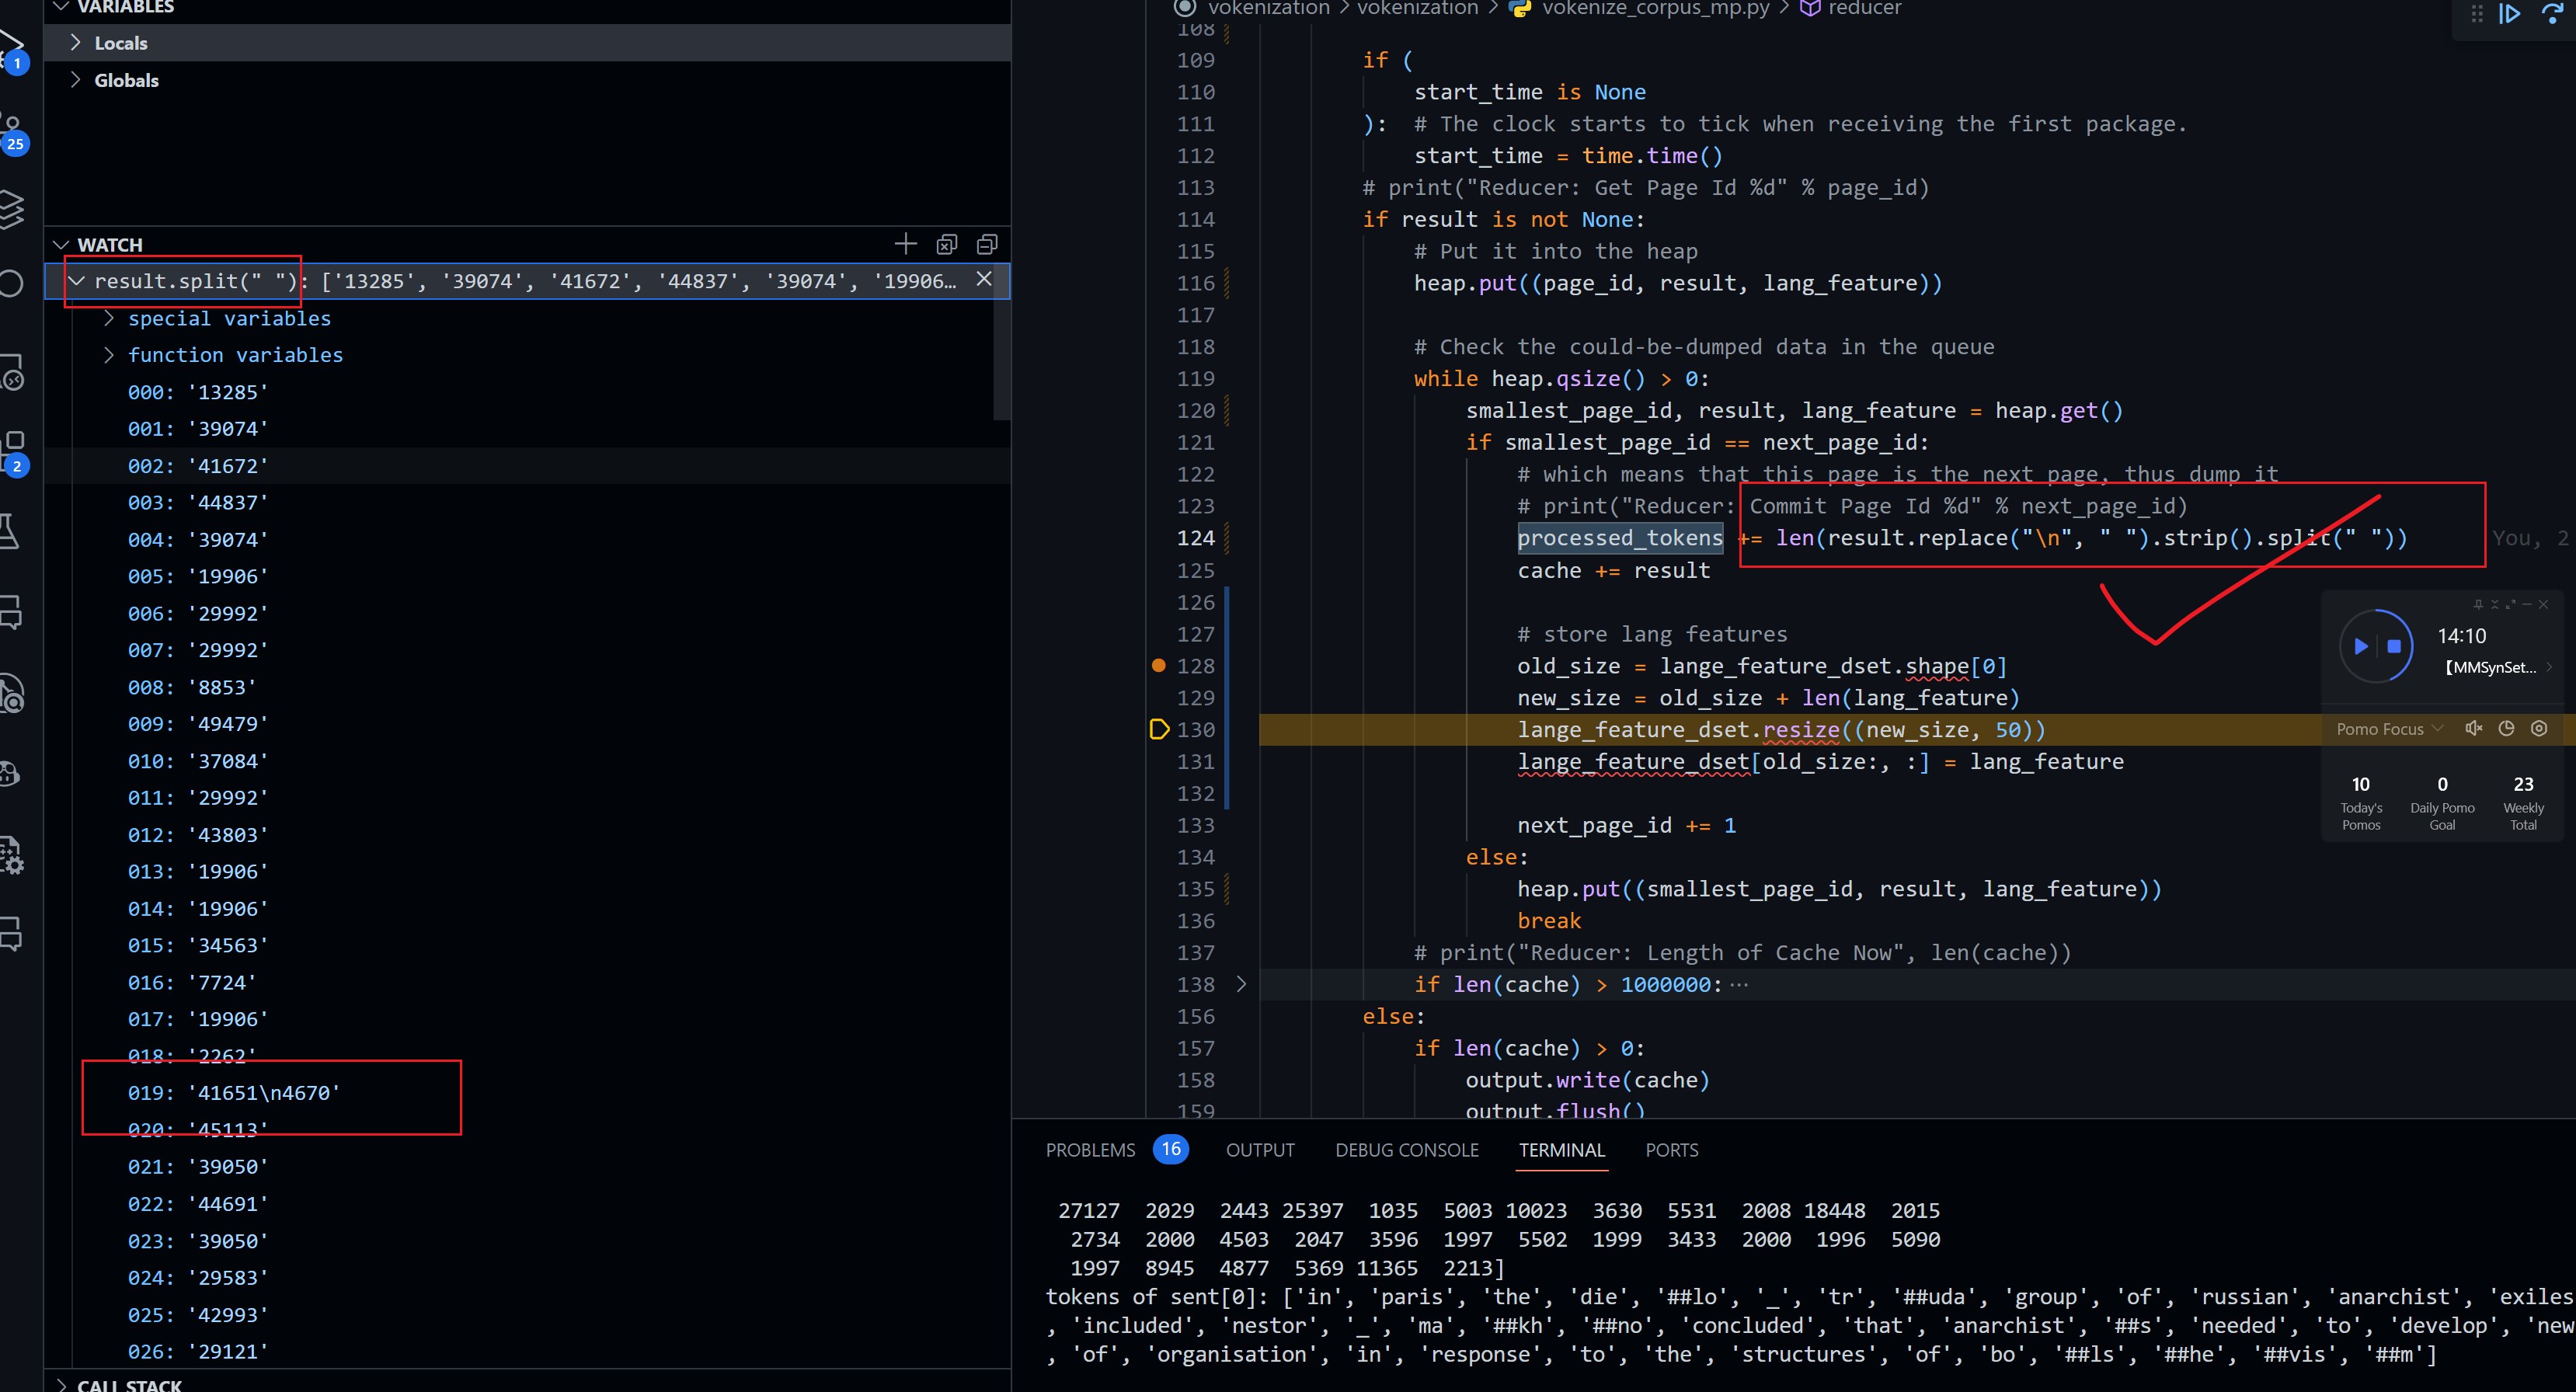 VARIABLES
Locals
Globals
1
25
2
WATCH
result.split(" "): ['13285', '39074', '41672', '44837', '39074', '19906…
special variables
function variables
000: '13285'
001: '39074'
002: '41672'
003: '44837'
004: '39074'
005: '19906'
006: '29992'
007: '29992'
008: '8853'
009: '49479'
010: '37084'
011: '29992'
012: '43803'
013: '19906'
014: '19906'
015: '34563'
016: '7724'
017: '19906'
018: '2262'
019: '41651\n4670'
020: '45113'
021: '39050'
022: '44691'
023: '39050'
024: '29583'
025: '42993'
026: '29121'
CALL STACK
vokenization > vokenization > vokenize_corpus_mp.py > reducer
108
109 if (
110 start_time is None
111 ):  # The clock starts to tick when receiving the first package.
112 start_time = time.time()
113 # print("Reducer: Get Page Id %d" % page_id)
114 if result is not None:
115 # Put it into the heap
116 heap.put((page_id, result, lang_feature))
117
118 # Check the could-be-dumped data in the queue
119 while heap.qsize() > 0:
120 smallest_page_id, result, lang_feature = heap.get()
121 if smallest_page_id == next_page_id:
122 # which means that this page is the next page, thus dump it
123 # print("Reducer: Commit Page Id %d" % next_page_id)
124 processed_tokens += len(result.replace("\n", " ").strip().split(" ")) You, 2
125 cache += result
126
127 # store lang features
128 old_size = lange_feature_dset.shape[0]
129 new_size = old_size + len(lang_feature)
130 lange_feature_dset.resize((new_size, 50))
131 lange_feature_dset[old_size:, :] = lang_feature
132
133 next_page_id += 1
134 else:
135 heap.put((smallest_page_id, result, lang_feature))
136 break
137 # print("Reducer: Length of Cache Now", len(cache))
138 if len(cache) > 1000000:···
156 else:
157 if len(cache) > 0:
158 output.write(cache)
159 output.flush()
14:10
【MMSynSet...
Pomo Focus
10 0 23
Today's Pomos
Daily Pomo Goal
Weekly Total
PROBLEMS 16 OUTPUT DEBUG CONSOLE TERMINAL PORTS
27127 2029 2443 25397 1035 5003 10023 3630 5531 2008 18448 2015
2734 2000 4503 2047 3596 1997 5502 1999 3433 2000 1996 5090
1997 8945 4877 5369 11365 2213]
tokens of sent[0]: ['in', 'paris', 'the', 'die', '##lo', '_', 'tr', '##uda', 'group', 'of', 'russian', 'anarchist', 'exiles
, 'included', 'nestor', '_', 'ma', '##kh', '##no', 'concluded', 'that', 'anarchist', '##s', 'needed', 'to', 'develop', 'new
, 'of', 'organisation', 'in', 'response', 'to', 'the', 'structures', 'of', 'bo', '##ls', '##he', '##vis', '##m']